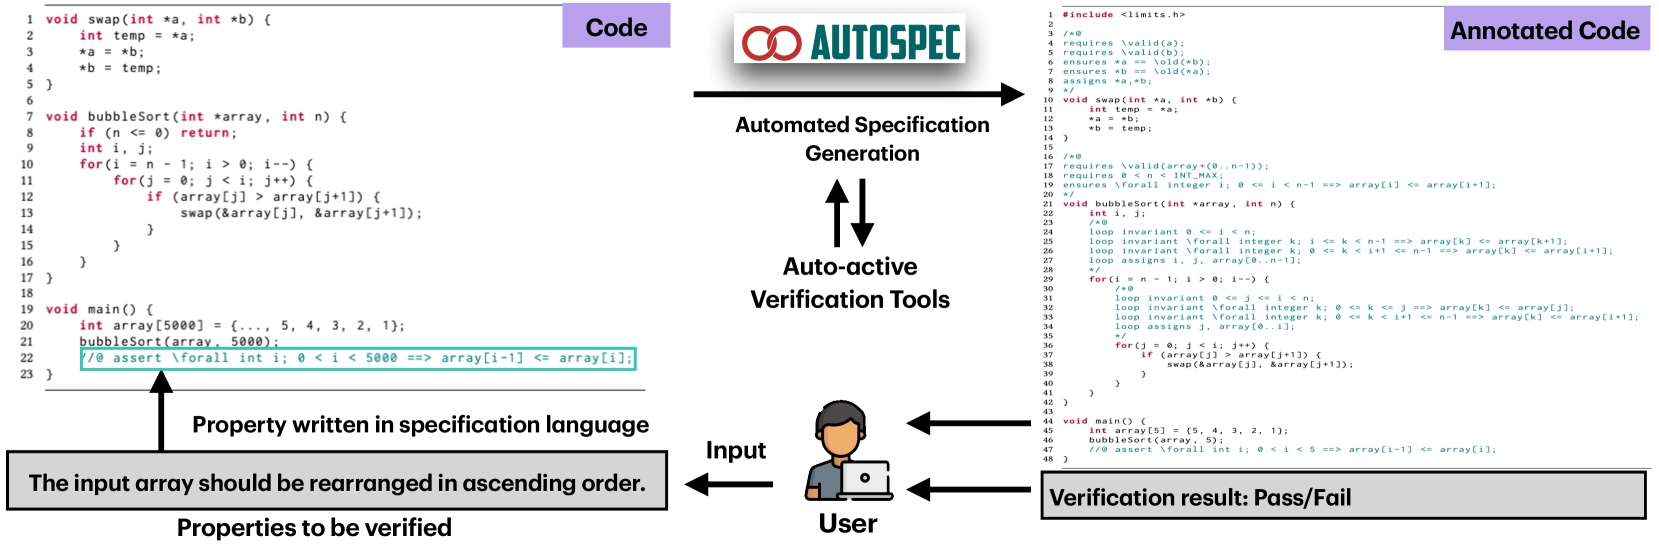 Code
1 void swap(int *a, int *b) {
2 int temp = *a;
3 *a = *b;
4 *b = temp;
5 }
6
7 void bubbleSort(int *array, int n) {
8 if (n <= 0) return;
9 int i, j;
10 for(i = n - 1; i > 0; i--) {
11 for(j = 0; j < i; j++) {
12 if (array[j] > array[j+1]) {
13 swap(&array[j], &array[j+1]);
14 }
15 }
16 }
17 }
18
19 void main() {
20 int array[5000] = {..., 5, 4, 3, 2, 1};
21 bubbleSort(array, 5000);
22 //@ assert \forall int i; 0 < i < 5000 ==> array[i-1] <= array[i];
23 }
Property written in specification language
The input array should be rearranged in ascending order.
Properties to be verified
AUTOSPEC
Automated Specification
Generation
Auto-active
Verification Tools
Input
User
Annotated Code
1 #include <limits.h>
2
3 /*@
4 requires \valid(a);
5 requires \valid(b);
6 ensures *a == \old(*b);
7 ensures *b == \old(*a);
8 assigns *a,*b;
9 */
10 void swap(int *a, int *b) {
11 int temp = *a;
12 *a = *b;
13 *b = temp;
14 }
15
16 /*@
17 requires \valid(array+(0..n-1));
18 requires 0 < n < INT_MAX;
19 ensures \forall integer i; 0 <= i < n-1 ==> array[i] <= array[i+1];
20 */
21 void bubbleSort(int *array, int n) {
22 int i, j;
23 /*@
24 loop invariant 0 <= i < n;
25 loop invariant \forall integer k; i <= k < n-1 ==> array[k] <= array[k+1];
26 loop invariant \forall integer k; 0 <= k < i+1 <= n-1 ==> array[k] <= array[i+1];
27 loop assigns i, j, array[0..n-1];
28 */
29 for(i = n - 1; i > 0; i--) {
30 /*@
31 loop invariant 0 <= j <= i < n;
32 loop invariant \forall integer k; 0 <= k <= j ==> array[k] <= array[j];
33 loop invariant \forall integer k; 0 <= k < i+1 <= n-1 ==> array[k] <= array[i+1];
34 loop assigns j, array[0..i];
35 */
36 for(j = 0; j < i; j++) {
37 if (array[j] > array[j+1]) {
38 swap(&array[j], &array[j+1]);
39 }
40 }
41 }
42 }
43
44 void main() {
45 int array[5] = {5, 4, 3, 2, 1};
46 bubbleSort(array, 5);
47 //@ assert \forall int i; 0 < i < 5 ==> array[i-1] <= array[i];
48 }
Verification result: Pass/Fail